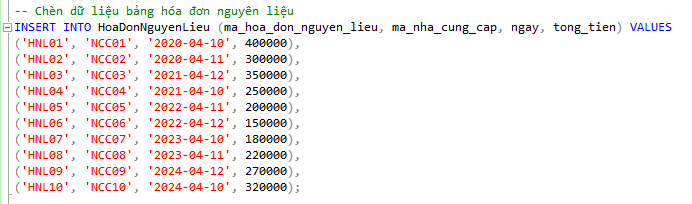 -- Chèn dữ liệu bảng hóa đơn nguyên liệu
INSERT INTO HoaDonNguyenLieu (ma_hoa_don_nguyen_lieu, ma_nha_cung_cap, ngay, tong_tien) VALUES
('HNL01', 'NCC01', '2020-04-10', 400000),
('HNL02', 'NCC02', '2020-04-11', 300000),
('HNL03', 'NCC03', '2021-04-12', 350000),
('HNL04', 'NCC04', '2021-04-10', 250000),
('HNL05', 'NCC05', '2022-04-11', 200000),
('HNL06', 'NCC06', '2022-04-12', 150000),
('HNL07', 'NCC07', '2023-04-10', 180000),
('HNL08', 'NCC08', '2023-04-11', 220000),
('HNL09', 'NCC09', '2024-04-12', 270000),
('HNL10', 'NCC10', '2024-04-10', 320000);